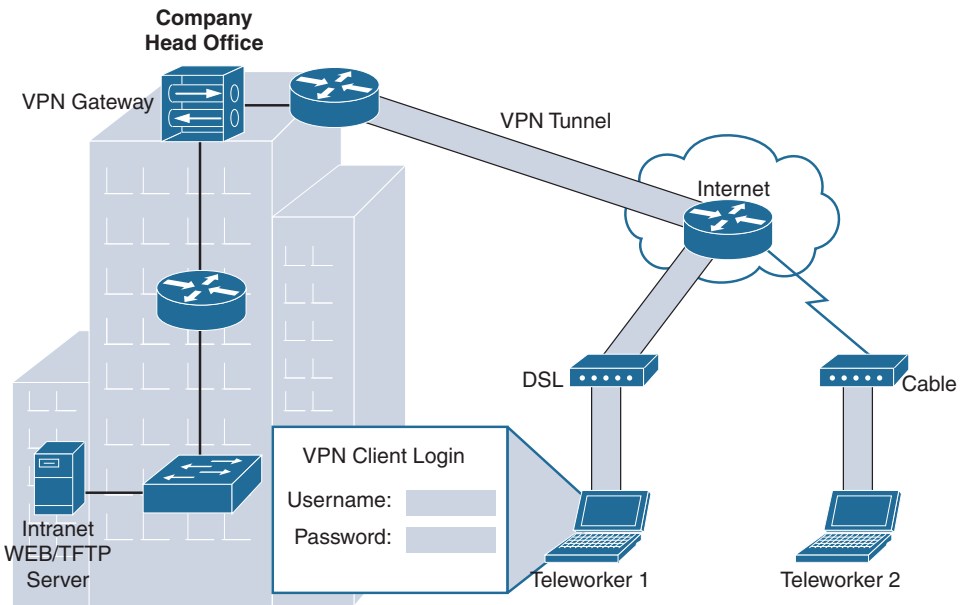 Company
Head Office
VPN Gateway
VPN Tunnel
Internet
DSL
Cable
VPN Client Login
Username:
Password:
Intranet
WEB/TFTP
Server
Teleworker 1
Teleworker 2